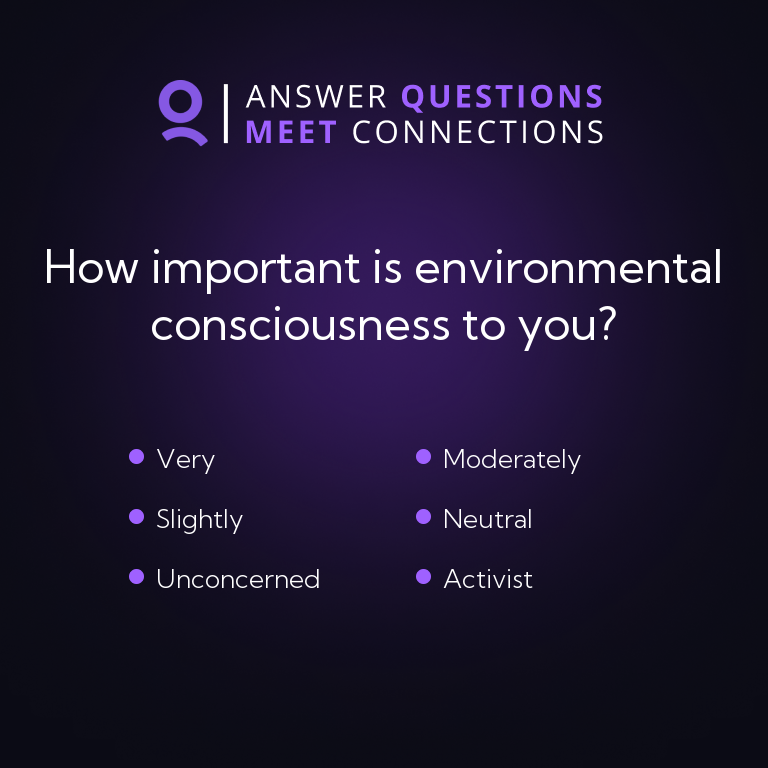 ANSWER QUESTIONS
MEET CONNECTIONS
How important is environmental
consciousness to you?
Very
Moderately
Slightly
Neutral
Unconcerned
Activist